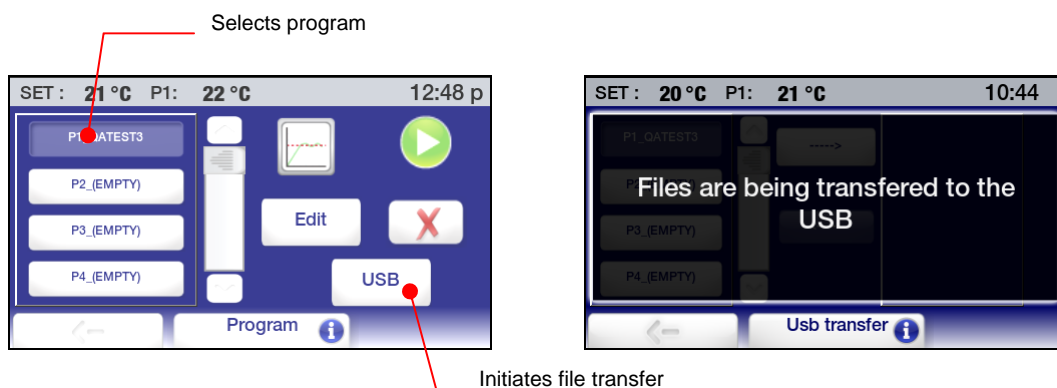 Selects program
SET : 21 °C P1: 22 °C 12:48 p
P1_QATEST3
P2_(EMPTY)
P3_(EMPTY)
P4_(EMPTY)
Edit
USB
Program i
Initiates file transfer
SET : 20 °C P1: 21 °C 10:44
P1_QATEST3
----->
Files are being transfered to the
USB
P3_(EMPTY)
P4_(EMPTY)
Usb transfer i